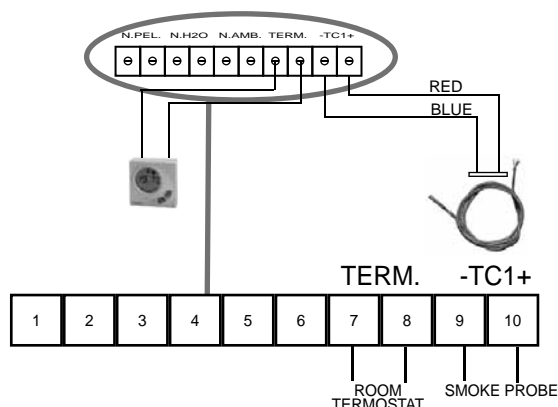 N.PEL. N.H2O N.AMB. TERM. -TC1+
RED
BLUE
TERM. -TC1+
1 2 3 4 5 6 7 8 9 10
ROOM SMOKE PROBE
TERMOSTAT